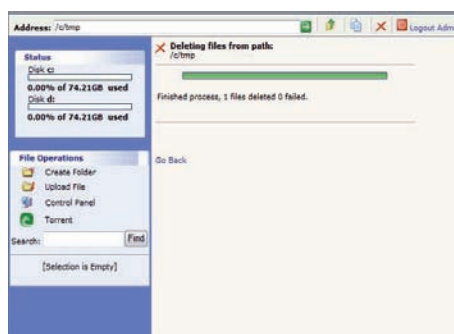 Address: /c/tmp
Logout Adm
Status
Disk c:
0.00% of 74.21GB used
Disk d:
0.00% of 74.21GB used
File Operations
Create Folder
Upload File
Control Panel
Torrent
Search: Find
[Selection is Empty]
Deleting files from path:
/c/tmp
Finished process, 1 files deleted 0 failed.
Go Back